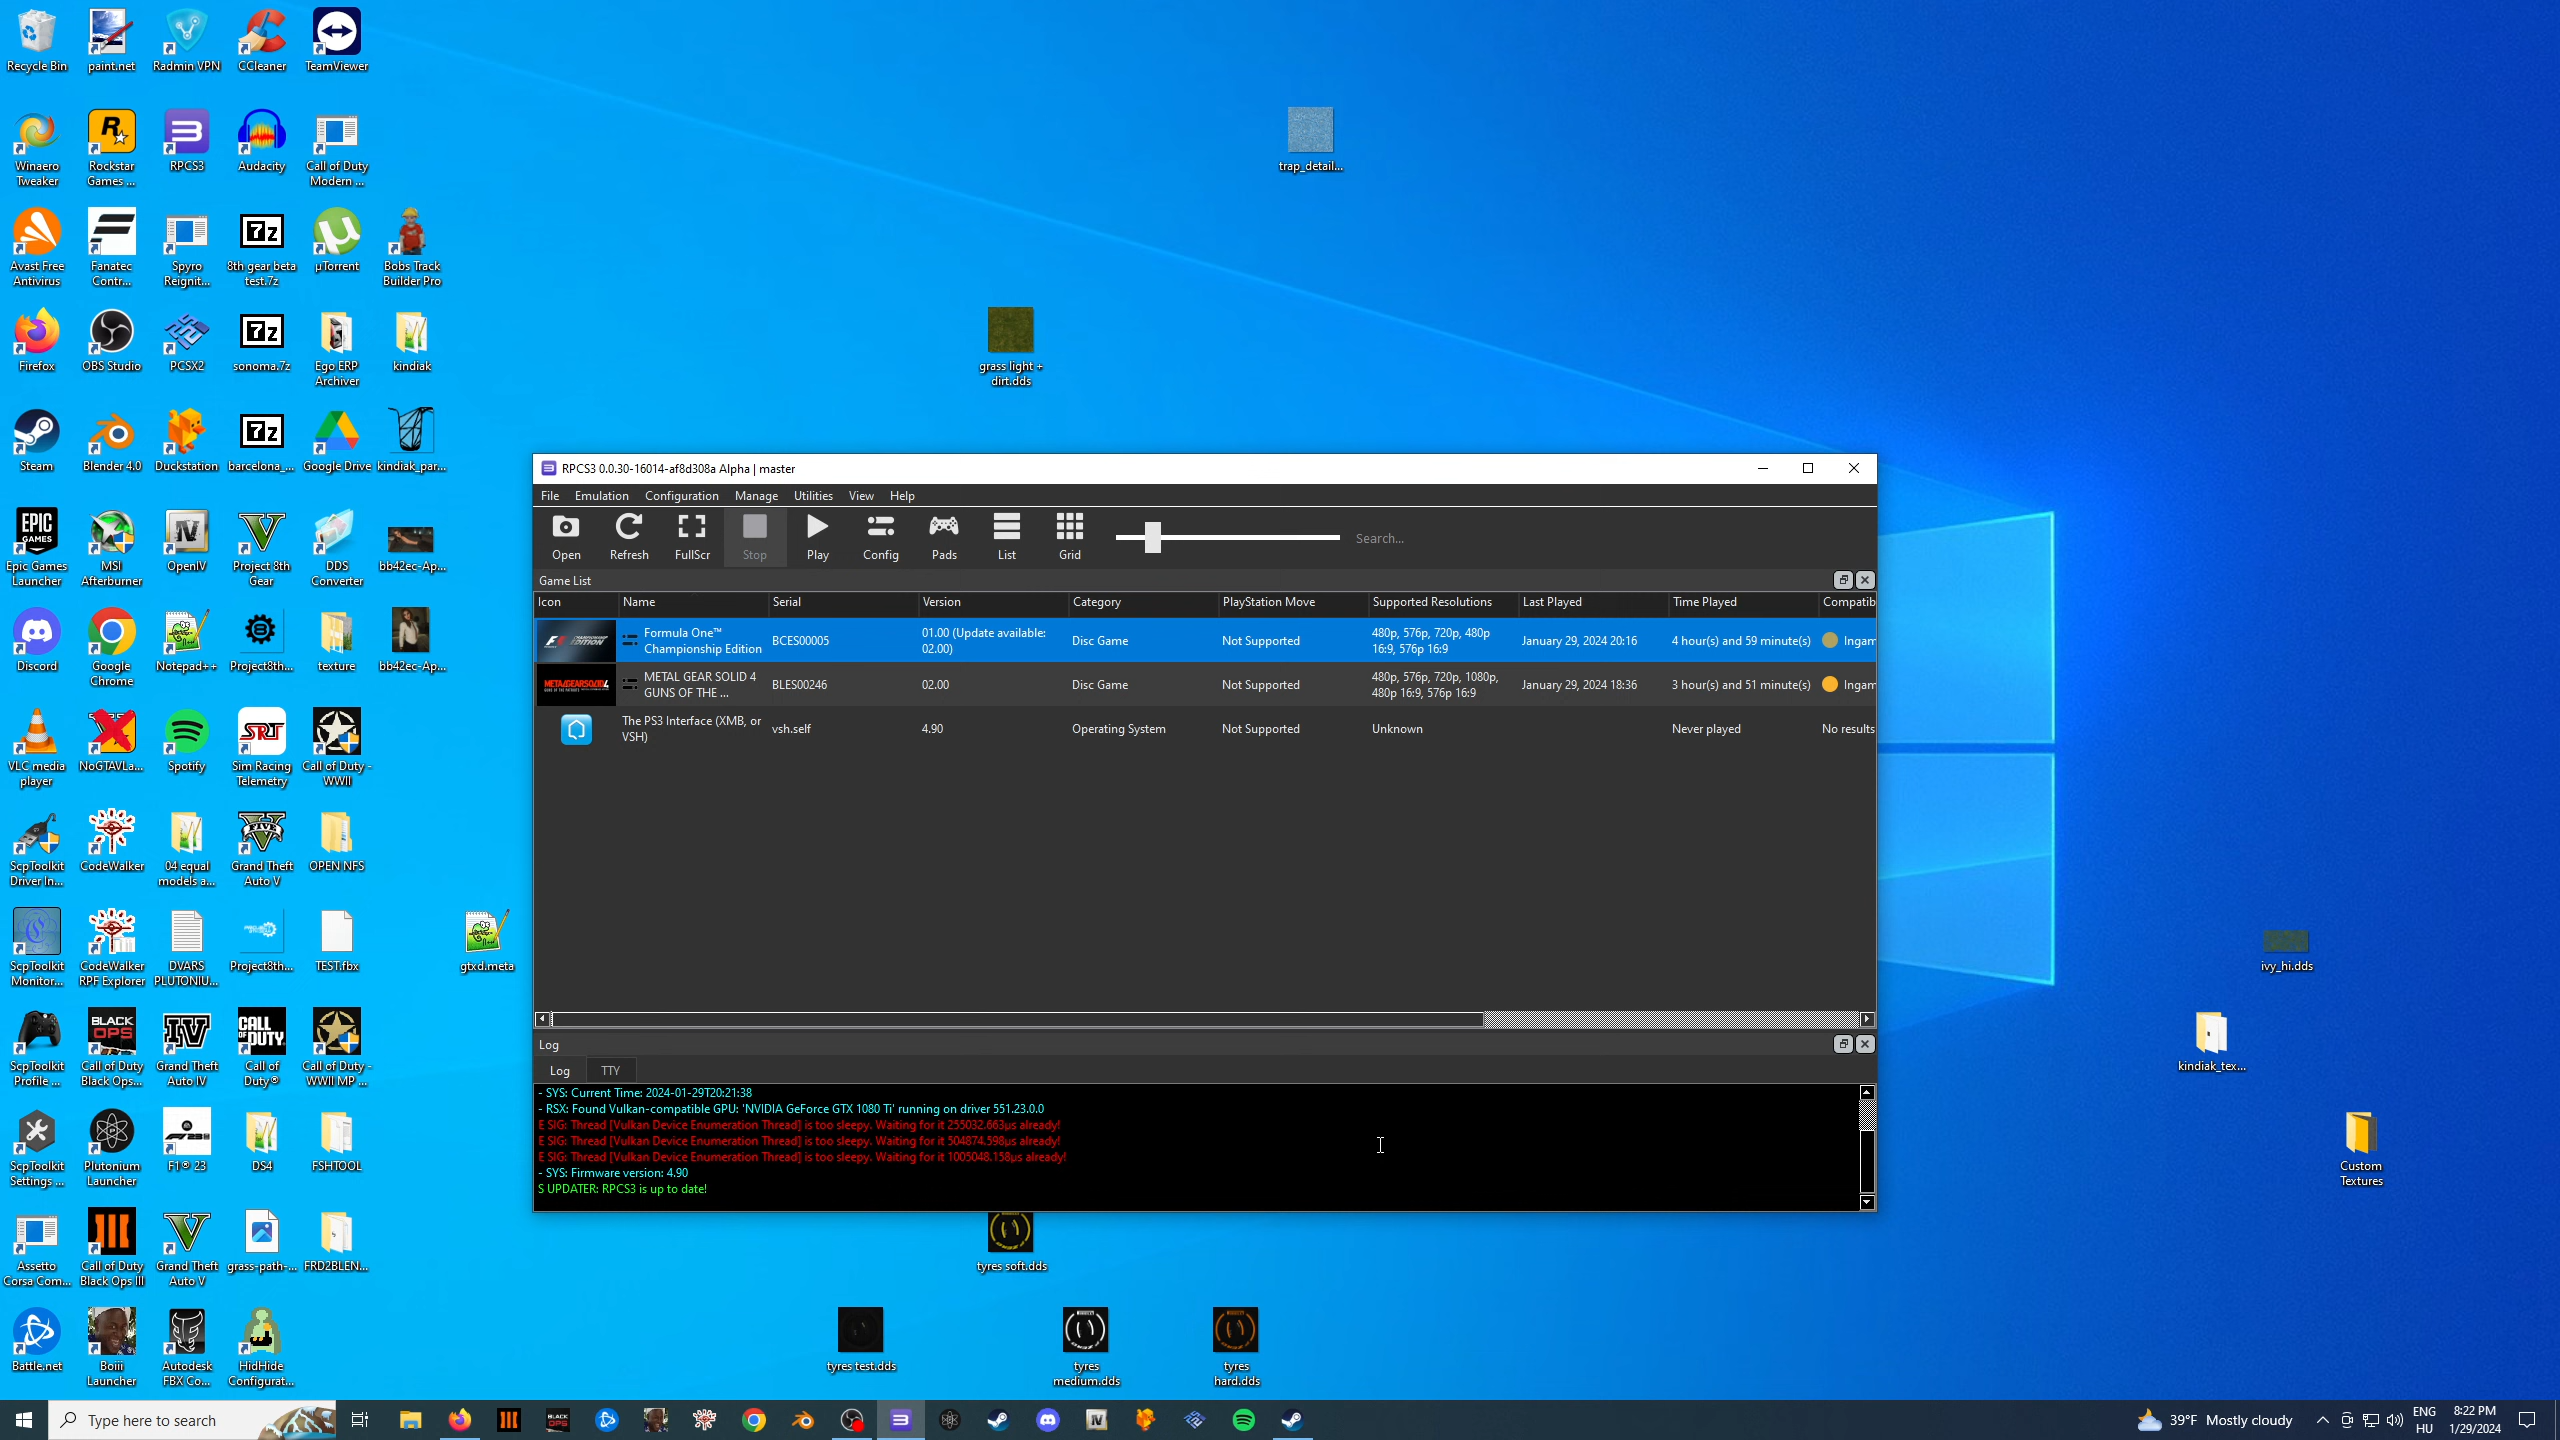 Recycle Bin
paint.net
Radmin VPN
CCleaner
TeamViewer
trap_detail...
Winaero
Tweaker
Rockstar
Games ...
RPCS3
Audacity
Call of Duty
Modern ...
Avast Free
Antivirus
Fanatec
Contr...
Spyro
Reignit...
8th gear beta
test.7z
µTorrent
Bobs Track
Builder Pro
Firefox
OBS Studio
PCSX2
sonoma.7z
Ego ERP
Archiver
kindiak
grass light +
dirt.dds
Steam
Blender 4.0
Duckstation
barcelona_...
Google Drive
kindiak_par...
Epic Games
Launcher
MSI
Afterburner
OpenIV
Project 8th
Gear
DDS
Converter
bb42ec-Ap...
Discord
Google
Chrome
Notepad++
Project8th...
texture
bb42ec-Ap...
VLC media
player
NoGTAVLa...
Spotify
Sim Racing
Telemetry
Call of Duty -
WWII
ScpToolkit
Driver In...
CodeWalker
04 equal
models a...
Grand Theft
Auto V
OPEN NFS
ScpToolkit
Monitor...
CodeWalker
RPF Explorer
DVARS
PLUTONIU...
Project8th...
TEST.fbx
gtxd.meta
ScpToolkit
Profile ...
Call of Duty
Black Ops...
Grand Theft
Auto IV
Call of
Duty®
Call of Duty -
WWII MP ...
ScpToolkit
Settings ...
Plutonium
Launcher
F1® 23
DS4
FSHTOOL
Assetto
Corsa Com...
Call of Duty
Black Ops III
Grand Theft
Auto V
grass-path-...
FRD2BLEN...
Battle.net
Boiii
Launcher
Autodesk
FBX Co...
HidHide
Configurat...
RPCS3 0.0.30-16014-af8d308a Alpha | master
File Emulation Configuration Manage Utilities View Help
Open Refresh FullScr Stop Play Config Pads List Grid Search...
Game List
Icon Name Serial Version Category PlayStation Move Supported Resolutions Last Played Time Played Compatib
Formula One™
Championship Edition
BCES00005
01.00 (Update available:
02.00)
Disc Game
Not Supported
480p, 576p, 720p, 480p
16:9, 576p 16:9
January 29, 2024 20:16
4 hour(s) and 59 minute(s)
Ingam
METAL GEAR SOLID 4
GUNS OF THE ...
BLES00246
02.00
Disc Game
Not Supported
480p, 576p, 720p, 1080p,
480p 16:9, 576p 16:9
January 29, 2024 18:36
3 hour(s) and 51 minute(s)
Ingam
The PS3 Interface (XMB, or
VSH)
vsh.self
4.90
Operating System
Not Supported
Unknown
Never played
No results
Log
Log TTY
- SYS: Current Time: 2024-01-29T20:21:38
- RSX: Found Vulkan-compatible GPU: 'NVIDIA GeForce GTX 1080 Ti' running on driver 551.23.0.0
E SIG: Thread [Vulkan Device Enumeration Thread] is too sleepy. Waiting for it 255032.663µs already!
E SIG: Thread [Vulkan Device Enumeration Thread] is too sleepy. Waiting for it 504874.598µs already!
E SIG: Thread [Vulkan Device Enumeration Thread] is too sleepy. Waiting for it 1005048.158µs already!
- SYS: Firmware version: 4.90
S UPDATER: RPCS3 is up to date!
tyres soft.dds
tyres test.dds
tyres
medium.dds
tyres
hard.dds
ivy_hi.dds
kindiak_tex...
Custom
Textures
Type here to search
39°F Mostly cloudy
ENG
HU
8:22 PM
1/29/2024